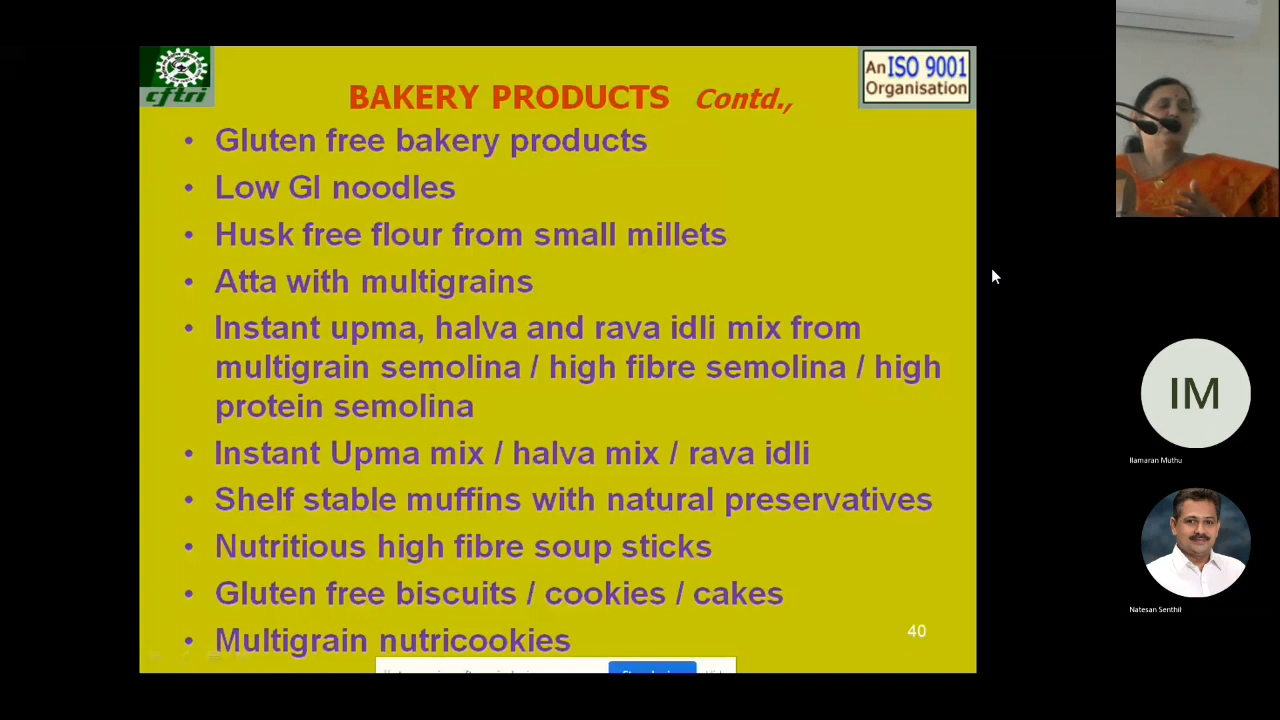 cftri
BAKERY PRODUCTS Contd.,
An ISO 9001
Organisation
• Gluten free bakery products
• Low GI noodles
• Husk free flour from small millets
• Atta with multigrains
• Instant upma, halva and rava idli mix from
multigrain semolina / high fibre semolina / high
protein semolina
• Instant Upma mix / halva mix / rava idli
• Shelf stable muffins with natural preservatives
• Nutritious high fibre soup sticks
• Gluten free biscuits / cookies / cakes
• Multigrain nutricookies
40
IM
Ilamaran Muthu
Natesan Senthil